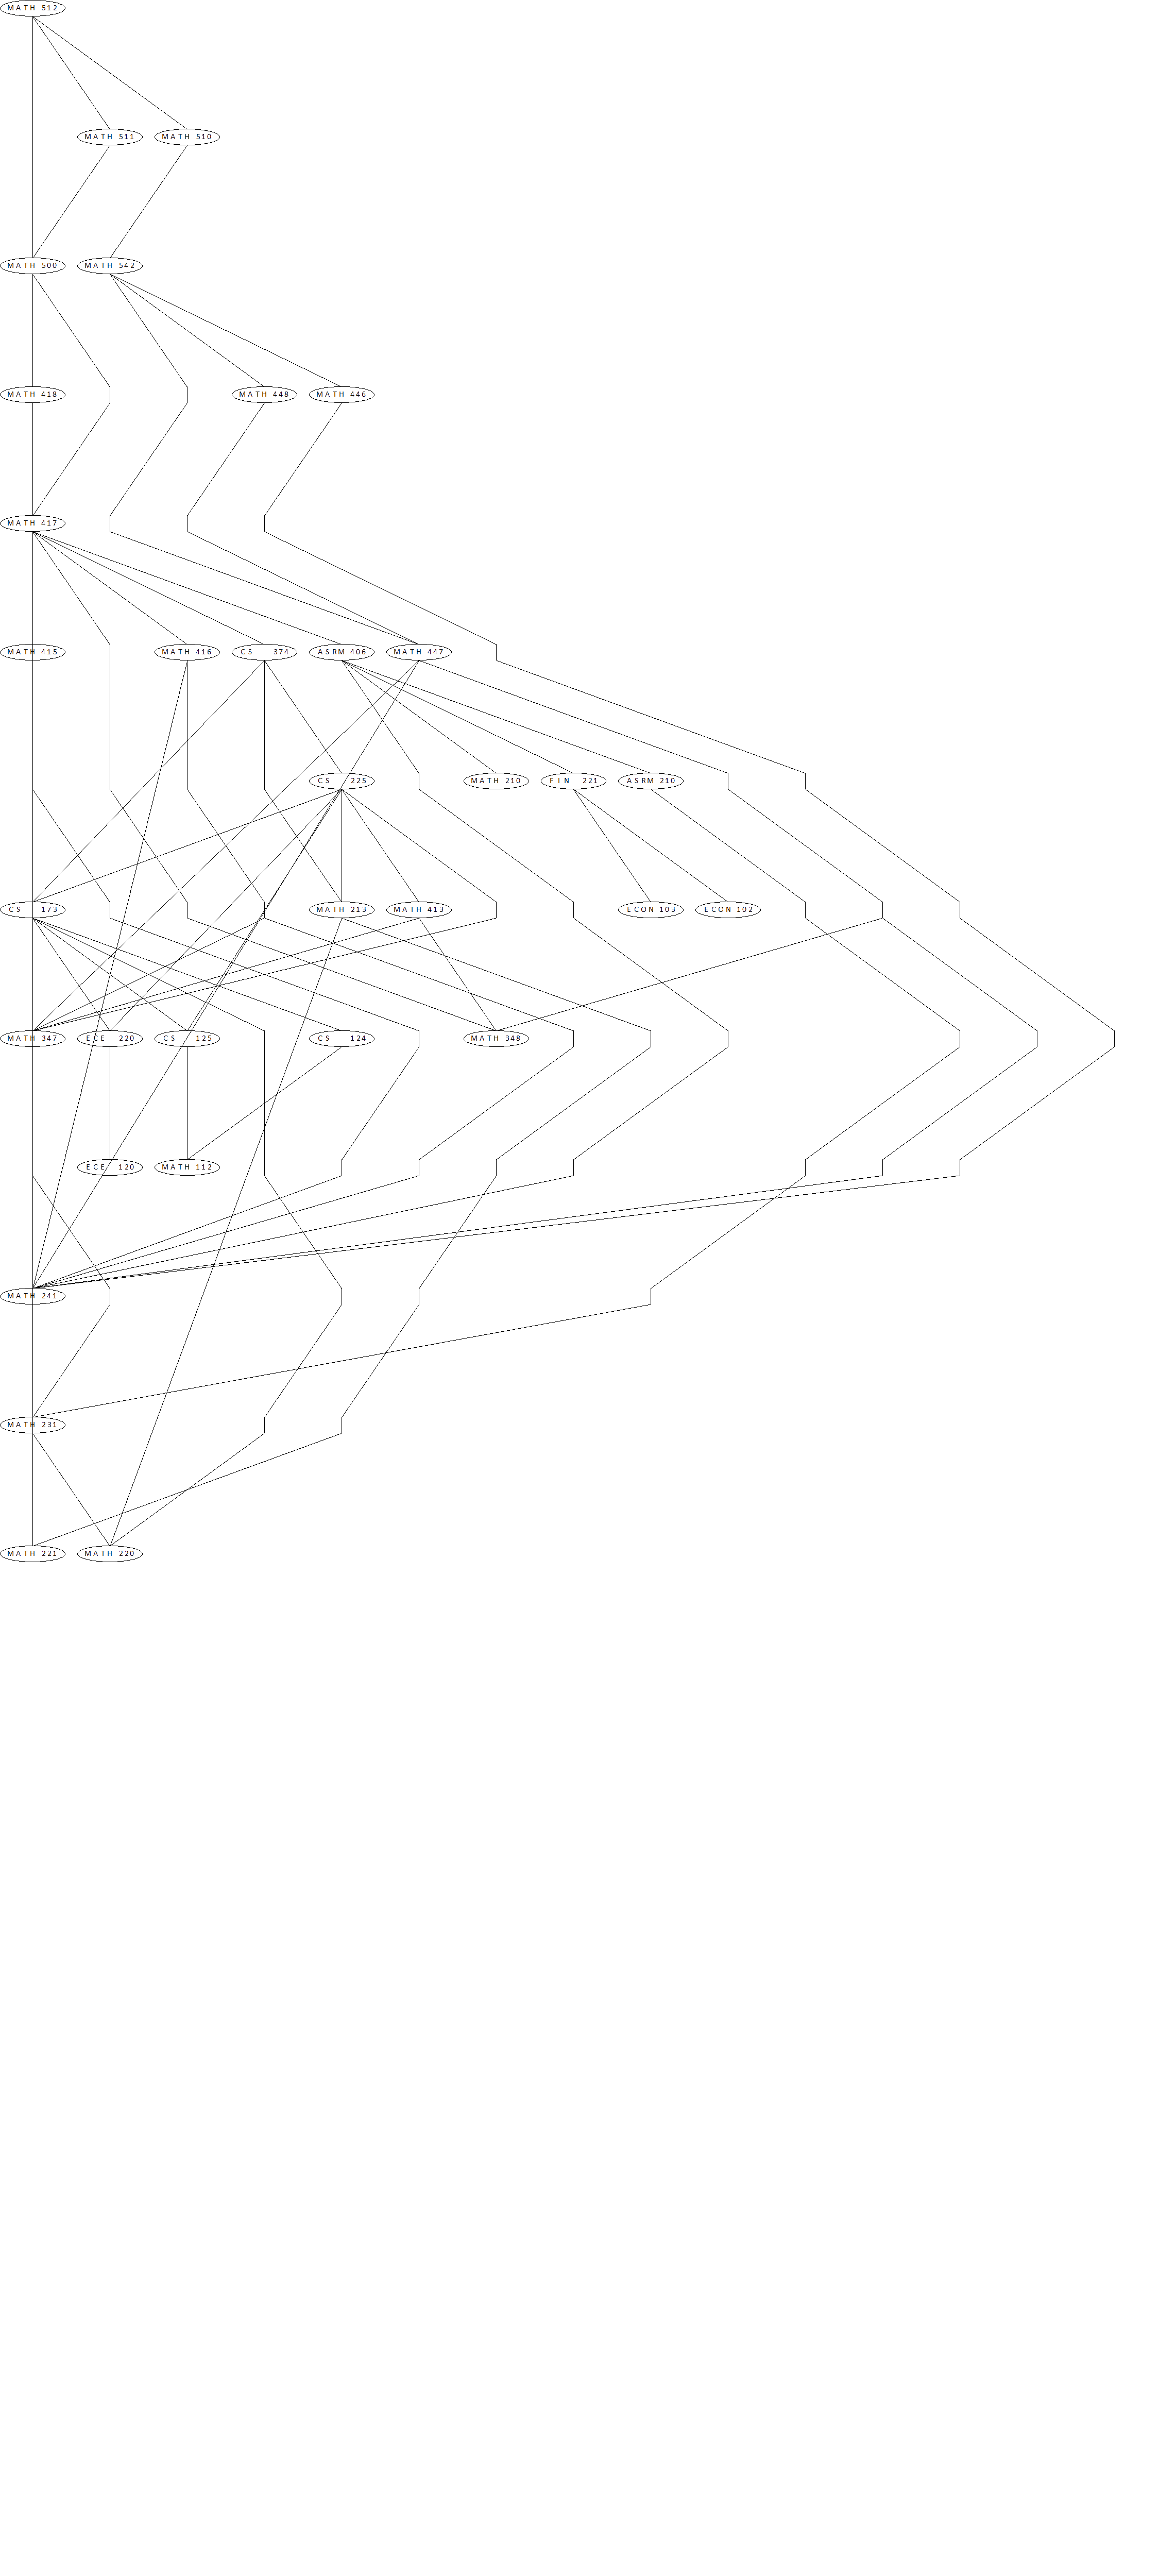 MATH 512
MATH 511 MATH 510
MATH 500 MATH 542
MATH 418 MATH 448 MATH 446
MATH 417
MATH 415 MATH 416 CS 374 ASRM 406 MATH 447
CS 225 MATH 210 FIN 221 ASRM 210
CS 173 MATH 213 MATH 413 ECON 103 ECON 102
MATH 347 ECE 220 CS 125 CS 124 MATH 348
ECE 120 MATH 112
MATH 241
MATH 231
MATH 221 MATH 220